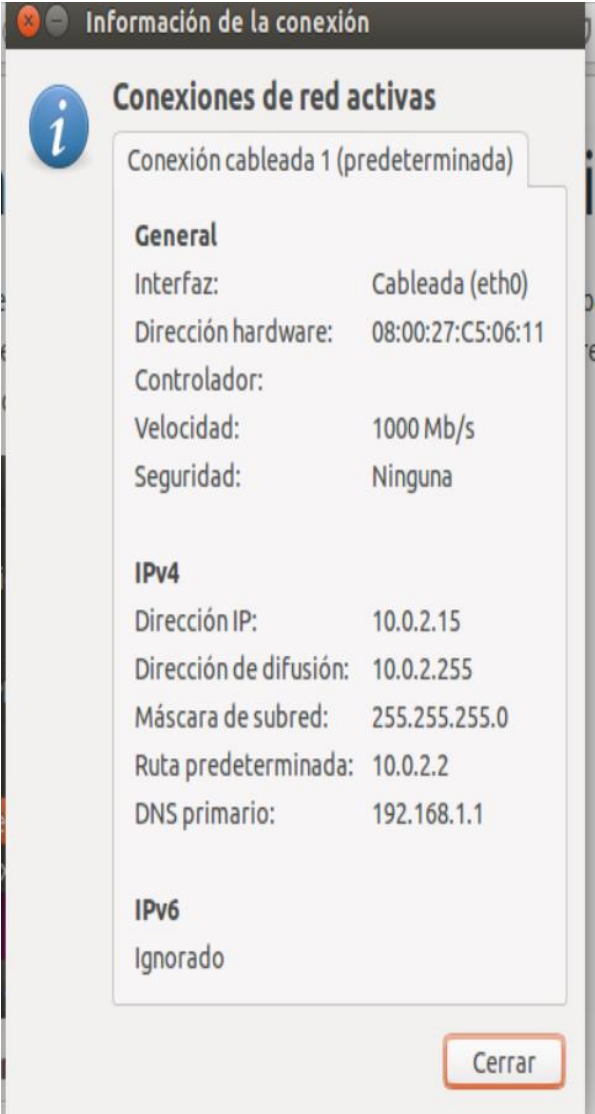 Información de la conexión
Conexiones de red activas
Conexión cableada 1 (predeterminada)
General
Interfaz: Cableada (eth0)
Dirección hardware: 08:00:27:C5:06:11
Controlador:
Velocidad: 1000 Mb/s
Seguridad: Ninguna
IPv4
Dirección IP: 10.0.2.15
Dirección de difusión: 10.0.2.255
Máscara de subred: 255.255.255.0
Ruta predeterminada: 10.0.2.2
DNS primario: 192.168.1.1
IPv6
Ignorado
Cerrar